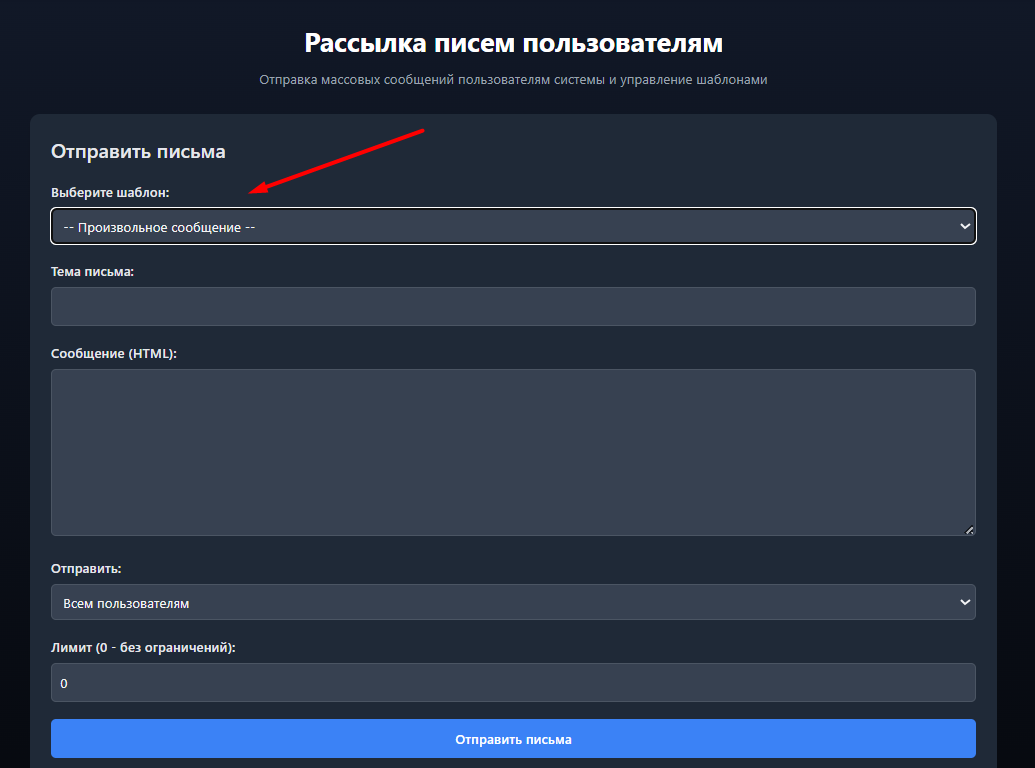 Рассылка писем пользователям
Отправка массовых сообщений пользователям системы и управление шаблонами
Отправить письма
Выберите шаблон:
-- Произвольное сообщение --
Тема письма:
Сообщение (HTML):
Отправить:
Всем пользователям
Лимит (0 - без ограничений):
0
Отправить письма